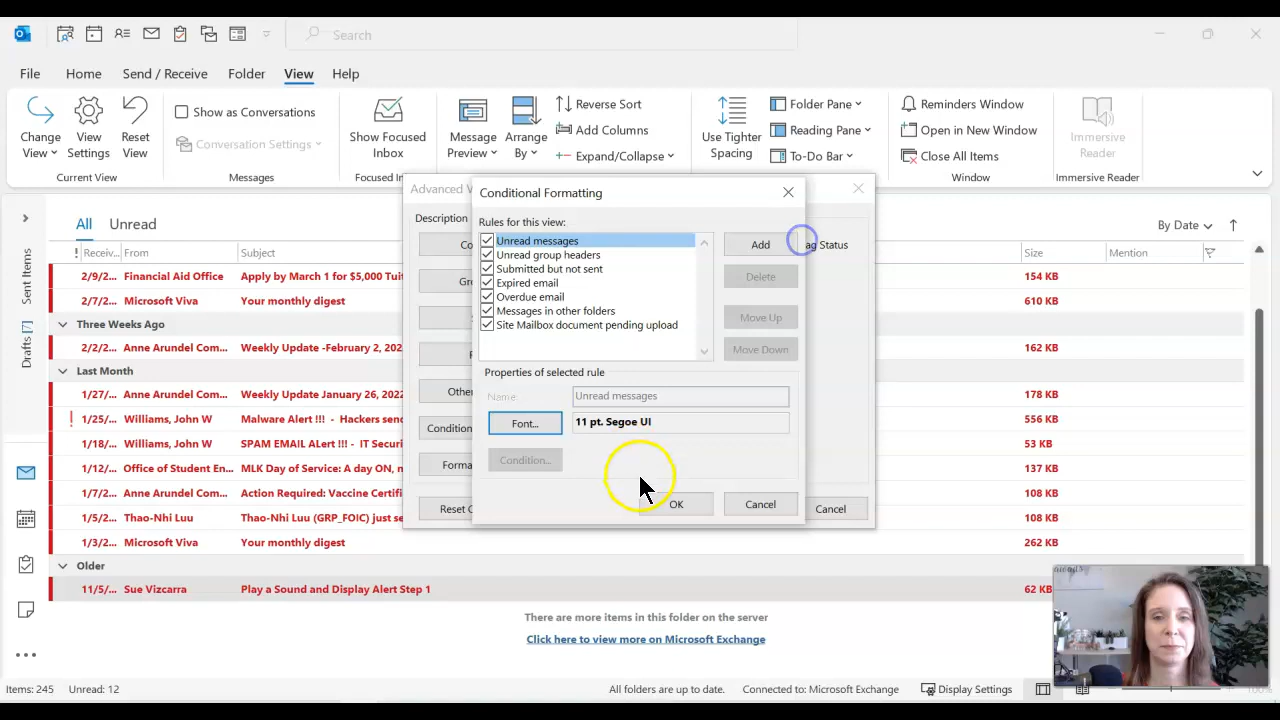 Search
File Home Send / Receive Folder View Help
Change View
View Settings
Reset View
Current View
Show as Conversations
Conversation Settings
Messages
Show Focused Inbox
Focused In
Message Preview
Arrange By
Reverse Sort
Add Columns
Expand/Collapse
Use Tighter Spacing
Folder Pane
Reading Pane
To-Do Bar
Reminders Window
Open in New Window
Close All Items
Window
Immersive Reader
Immersive Reader
Advanced V
Description
Co
Gro
S
F
Other
Condition
Forma
Reset C
ag Status
Cancel
Conditional Formatting
Rules for this view:
Unread messages
Unread group headers
Submitted but not sent
Expired email
Overdue email
Messages in other folders
Site Mailbox document pending upload
Add
Delete
Move Up
Move Down
Properties of selected rule
Name: Unread messages
Font... 11 pt. Segoe UI
Condition...
OK Cancel
Sent Items
Drafts [7]
All Unread
By Date
! Receiv... From Subject Size Mention
2/9/2... Financial Aid Office Apply by March 1 for $5,000 Tuit 154 KB
2/7/2... Microsoft Viva Your monthly digest 610 KB
Three Weeks Ago
2/2/2... Anne Arundel Com... Weekly Update -February 2, 202 162 KB
Last Month
1/27/... Anne Arundel Com... Weekly Update January 26, 2022 178 KB
! 1/25/... Williams, John W Malware Alert !!! - Hackers senc 556 KB
1/18/... Williams, John W SPAM EMAIL ALert !!! - IT Securi 53 KB
1/12/... Office of Student En... MLK Day of Service: A day ON, n 137 KB
1/7/2... Anne Arundel Com... Action Required: Vaccine Certifi 108 KB
1/5/2... Thao-Nhi Luu Thao-Nhi Luu (GRP_FOIC) just se 108 KB
1/3/2... Microsoft Viva Your monthly digest 262 KB
Older
11/5/... Sue Vizcarra Play a Sound and Display Alert Step 1 62 KB
There are more items in this folder on the server
Click here to view more on Microsoft Exchange
Items: 245 Unread: 12 All folders are up to date. Connected to: Microsoft Exchange Display Settings 100%